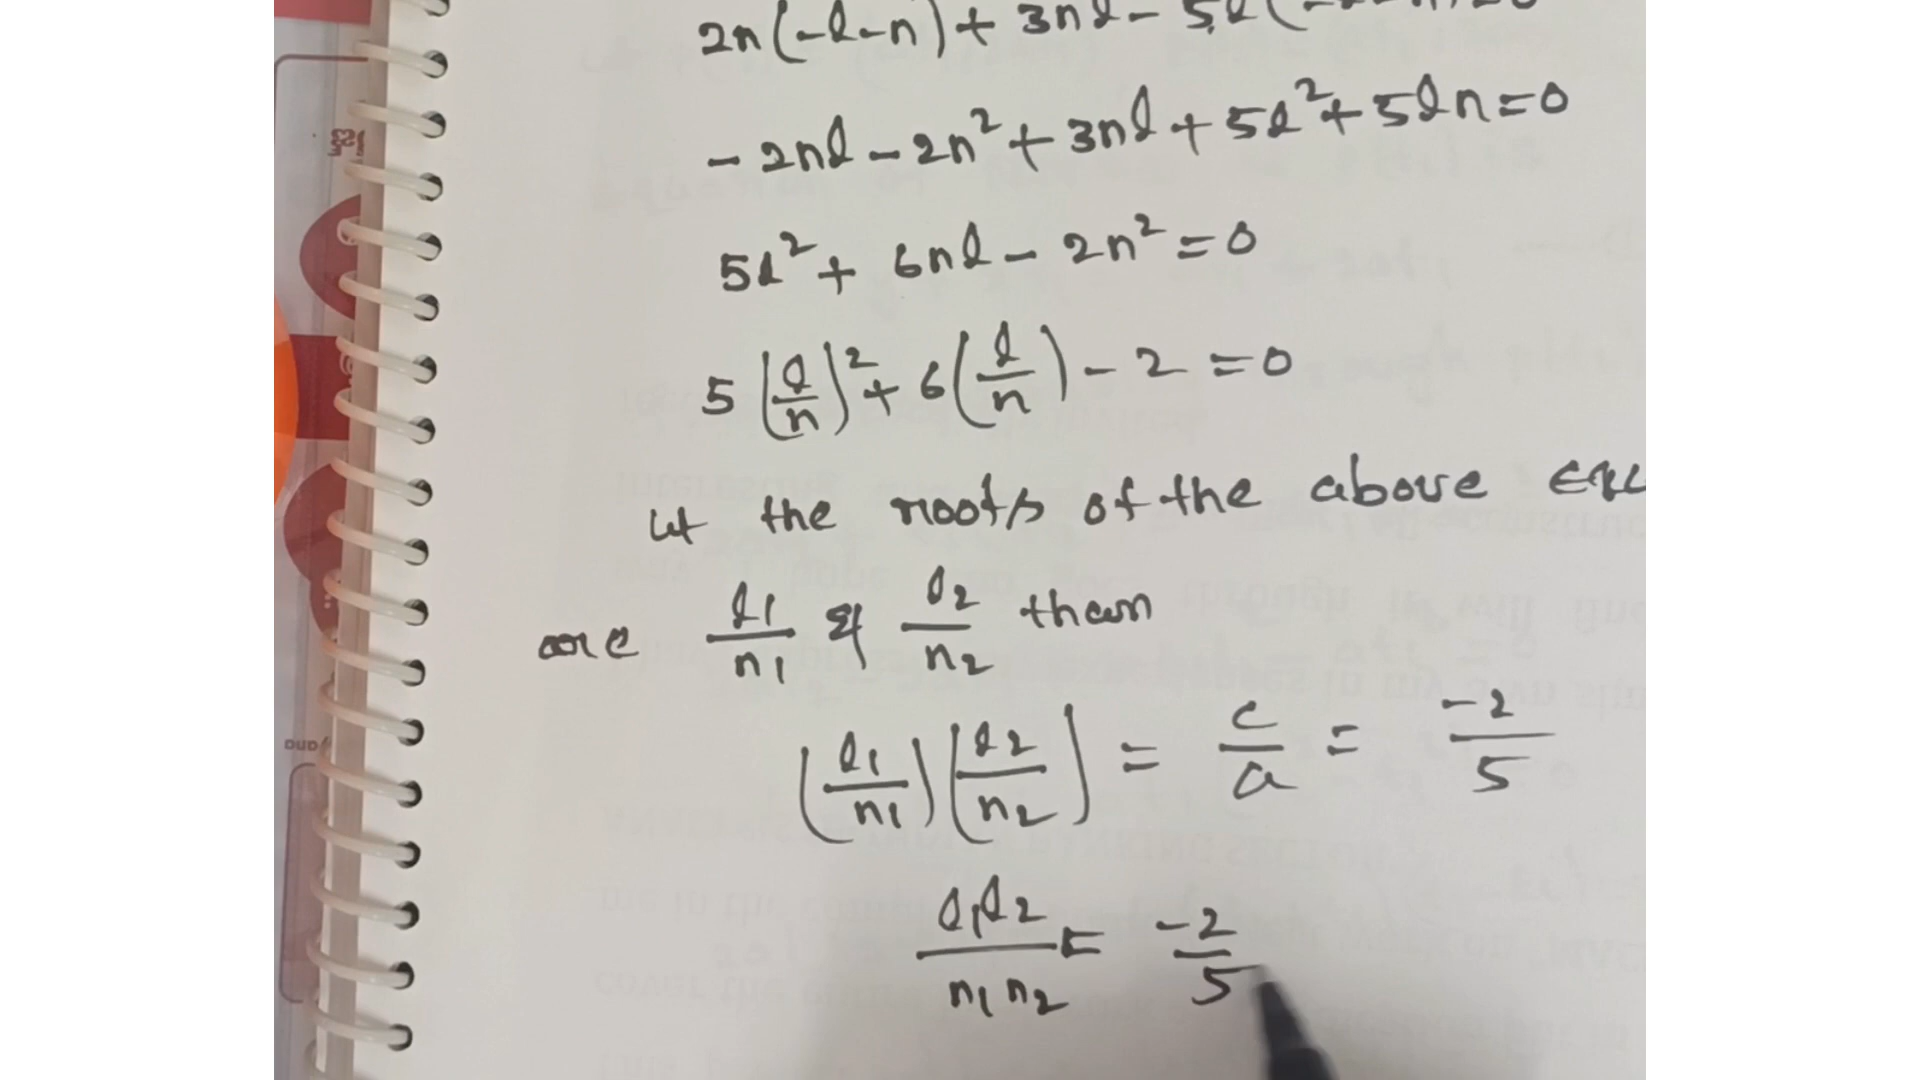 2n(-l-n)+3nl-5l(
-2nl-2n²+3nl+5l²+5ln=0
5l²+6nl-2n²=0
5(l/n)²+6(l/n)-2=0
let the roots of the above
are l₁/n₁ & l₂/n₂ then
(l₁/n₁)(l₂/n₂)=c/a=-2/5
l₁l₂/n₁n₂=-2/5